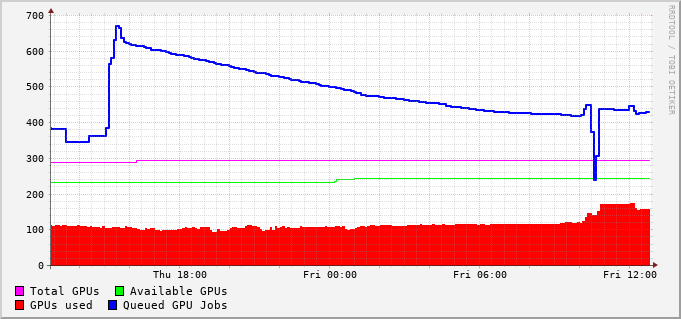 700
600
500
400
300
200
100
0
Thu 18:00
Fri 00:00
Fri 06:00
Fri 12:00
Total GPUs
Available GPUs
GPUs used
Queued GPU Jobs
RRDTOOL / TOBI OETIKER